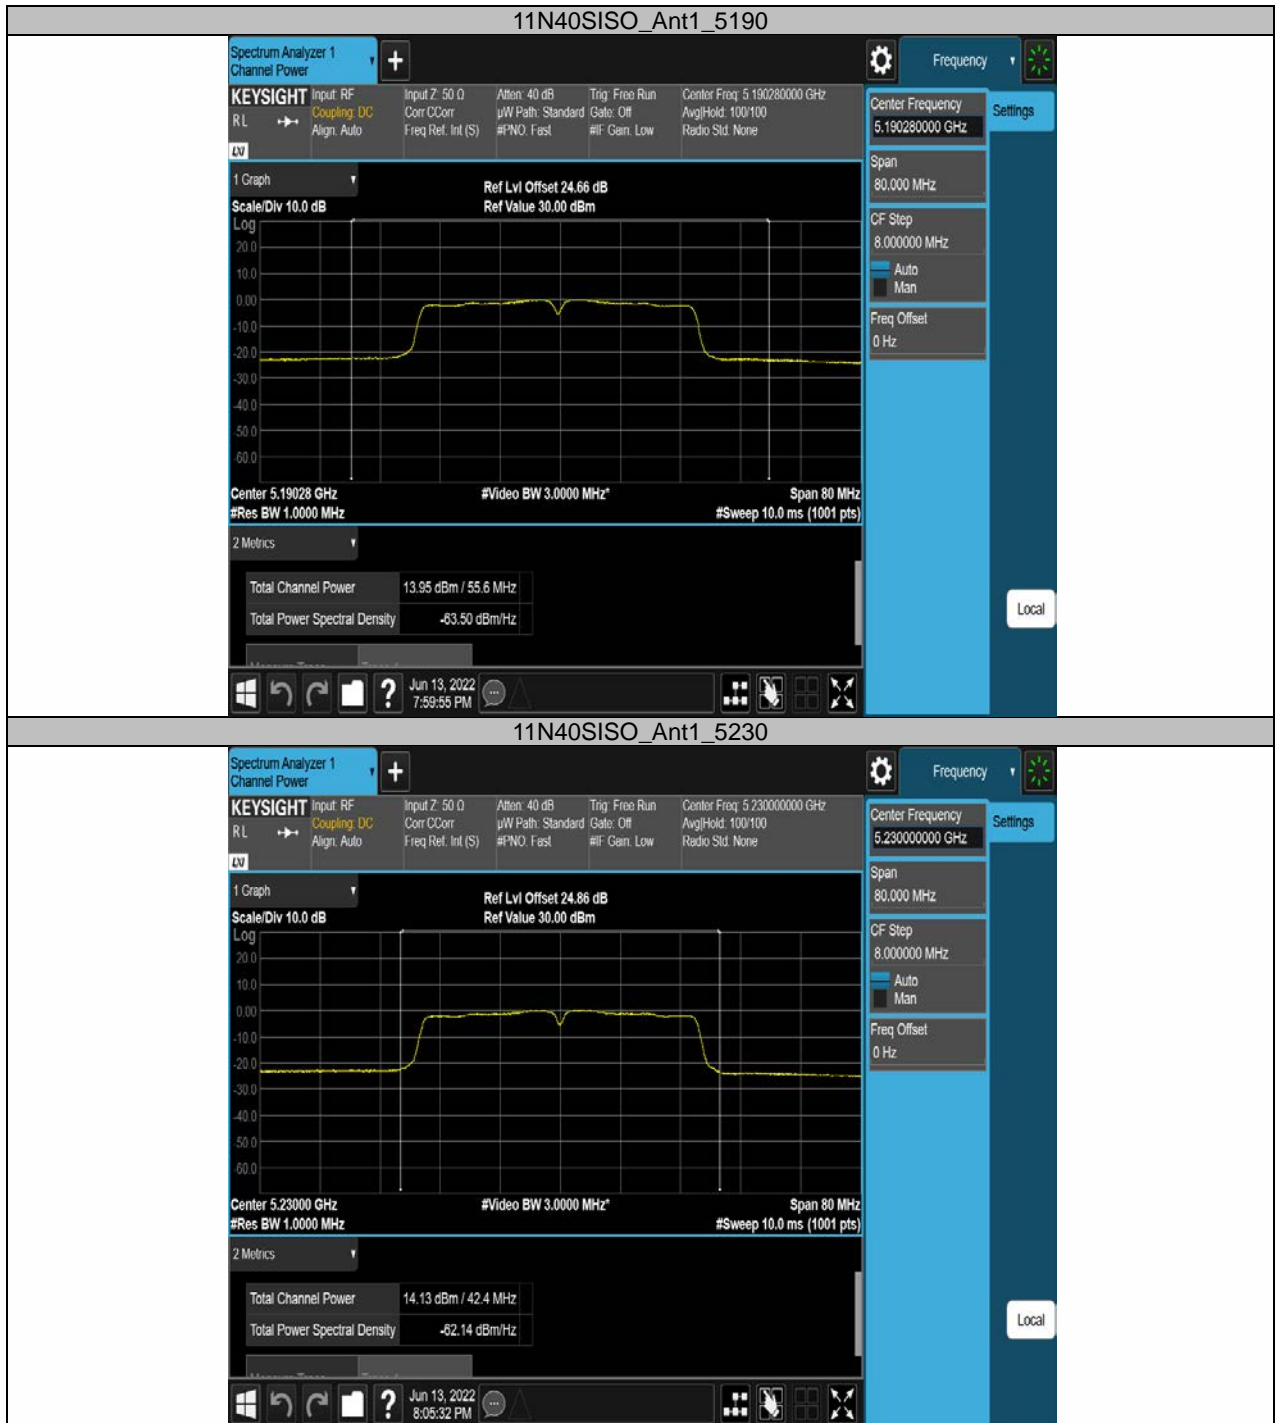 11N40SISO_Ant1_5190
Spectrum Analyzer 1
Channel Power
Frequency
KEYSIGHT
RL
LXI
Input: RF
Coupling: DC
Align: Auto
Input Z: 50 Ω
Corr CCorr
Freq Ref: Int (S)
Atten: 40 dB
µW Path: Standard
#PNO: Fast
Trig: Free Run
Gate: Off
#IF Gain: Low
Center Freq: 5.190280000 GHz
Avg|Hold: 100/100
Radio Std: None
Center Frequency
5.190280000 GHz
Settings
Span
80.000 MHz
CF Step
8.000000 MHz
Auto
Man
Freq Offset
0 Hz
1 Graph
Scale/Div 10.0 dB
Ref Lvl Offset 24.66 dB
Ref Value 30.00 dBm
Log
20.0
10.0
0.00
-10.0
-20.0
-30.0
-40.0
-50.0
-60.0
Center 5.19028 GHz
#Video BW 3.0000 MHz*
Span 80 MHz
#Res BW 1.0000 MHz
#Sweep 10.0 ms (1001 pts)
2 Metrics
Total Channel Power 13.95 dBm / 55.6 MHz
Total Power Spectral Density -63.50 dBm/Hz
Local
Jun 13, 2022
7:59:55 PM
11N40SISO_Ant1_5230
Spectrum Analyzer 1
Channel Power
Frequency
KEYSIGHT
RL
LXI
Input: RF
Coupling: DC
Align: Auto
Input Z: 50 Ω
Corr CCorr
Freq Ref: Int (S)
Atten: 40 dB
µW Path: Standard
#PNO: Fast
Trig: Free Run
Gate: Off
#IF Gain: Low
Center Freq: 5.230000000 GHz
Avg|Hold: 100/100
Radio Std: None
Center Frequency
5.230000000 GHz
Settings
Span
80.000 MHz
CF Step
8.000000 MHz
Auto
Man
Freq Offset
0 Hz
1 Graph
Scale/Div 10.0 dB
Ref Lvl Offset 24.86 dB
Ref Value 30.00 dBm
Log
20.0
10.0
0.00
-10.0
-20.0
-30.0
-40.0
-50.0
-60.0
Center 5.23000 GHz
#Video BW 3.0000 MHz*
Span 80 MHz
#Res BW 1.0000 MHz
#Sweep 10.0 ms (1001 pts)
2 Metrics
Total Channel Power 14.13 dBm / 42.4 MHz
Total Power Spectral Density -62.14 dBm/Hz
Local
Jun 13, 2022
8:05:32 PM